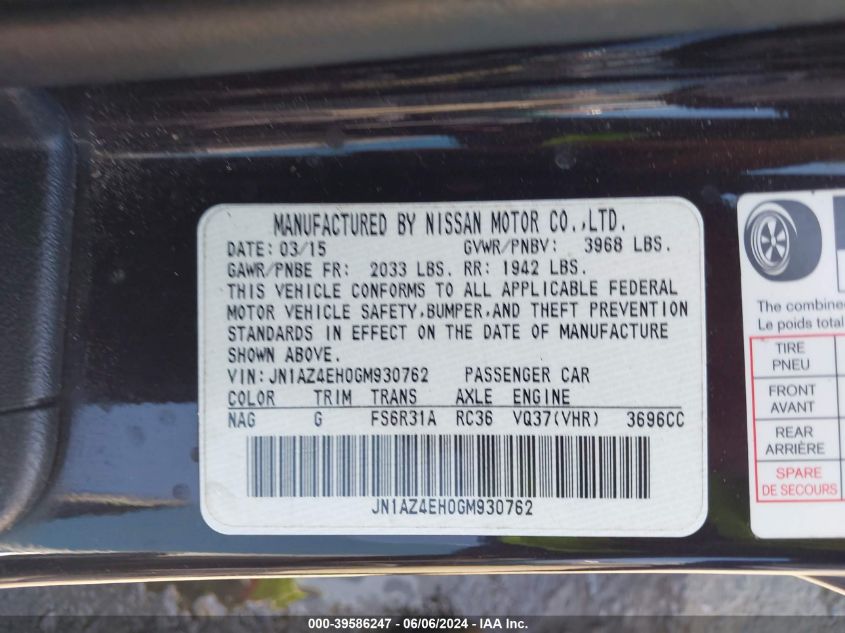 MANUFACTURED BY NISSAN MOTOR CO.,LTD.
DATE: 03/15 GVWR/PNBV: 3968 LBS.
GAWR/PNBE FR: 2033 LBS. RR: 1942 LBS.
THIS VEHICLE CONFORMS TO ALL APPLICABLE FEDERAL
MOTOR VEHICLE SAFETY,BUMPER,AND THEFT PREVENTION
STANDARDS IN EFFECT ON THE DATE OF MANUFACTURE
SHOWN ABOVE.
VIN:JN1AZ4EH0GM930762 PASSENGER CAR
COLOR TRIM TRANS AXLE ENGINE
NAG G FS6R31A RC36 VQ37(VHR) 3696CC
JN1AZ4EH0GM930762
The combined
Le poids total
TIRE
PNEU
FRONT
AVANT
REAR
ARRIÈRE
SPARE
DE SECOURS
000-39586247 - 06/06/2024 - IAA Inc.